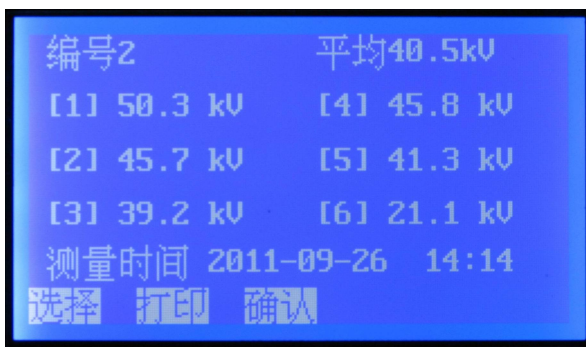 编号2 平均40.5kV
[1] 50.3 kV [4] 45.8 kV
[2] 45.7 kV [5] 41.3 kV
[3] 39.2 kV [6] 21.1 kV
测量时间 2011-09-26 14:14
选择 打印 确认